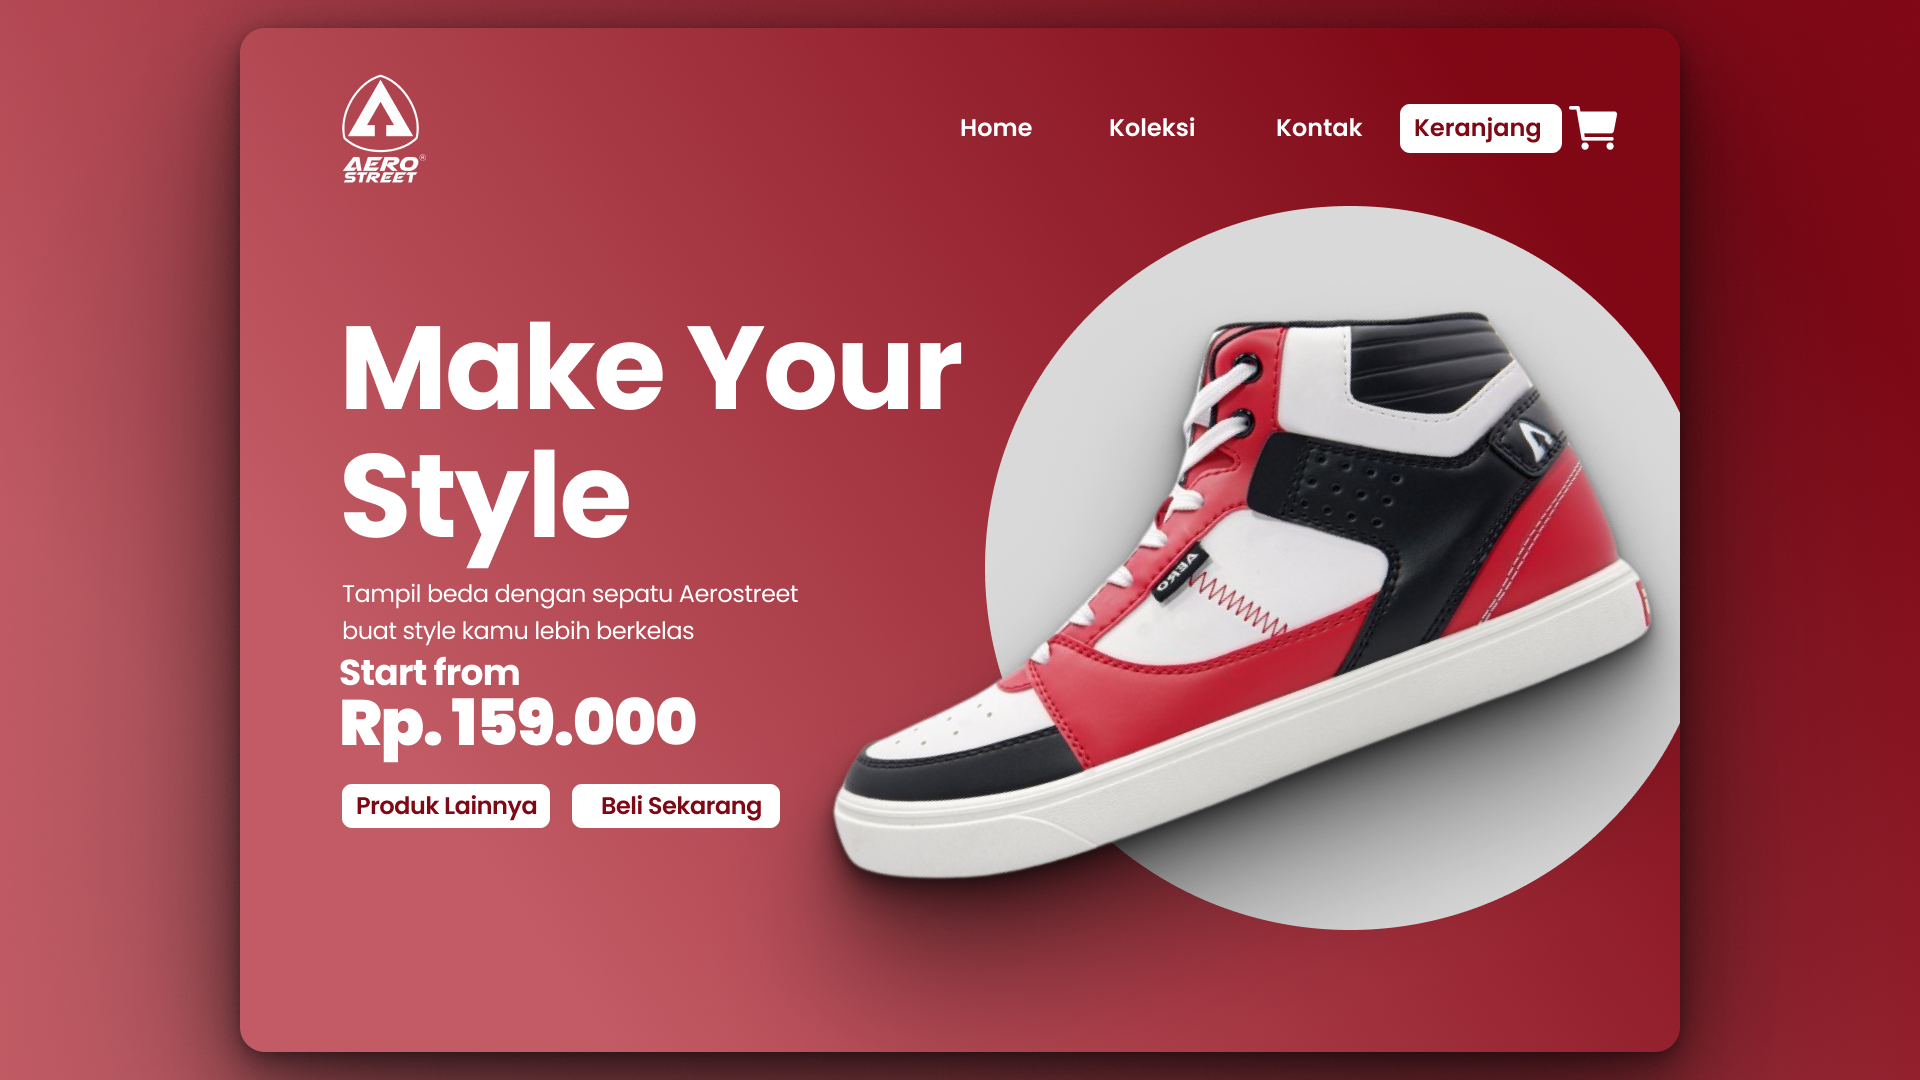 AERO®
STREET
Home Koleksi Kontak Keranjang
Make Your
Style
AERO
Tampil beda dengan sepatu Aerostreet
buat style kamu lebih berkelas
Start from
Rp. 159.000
Produk Lainnya Beli Sekarang